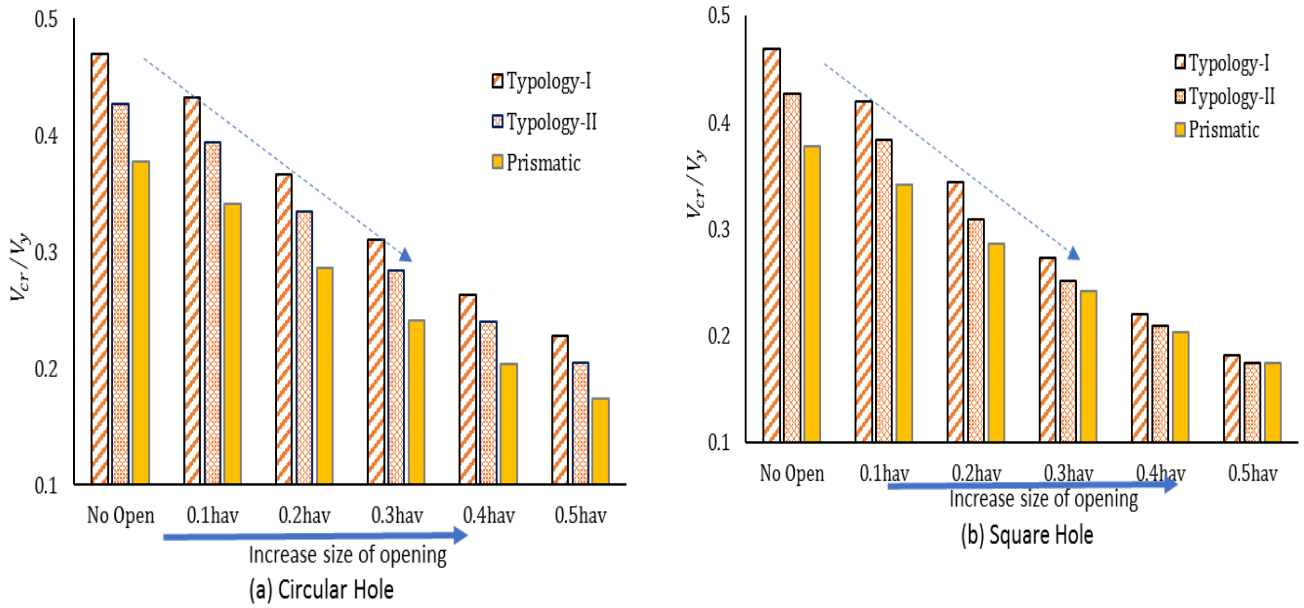 0.5
0.4
0.3
0.2
0.1
V_cr / V_y
Typology-I
Typology-II
Prismatic
No Open 0.1hav 0.2hav 0.3hav 0.4hav 0.5hav
Increase size of opening
(a) Circular Hole
0.5
0.4
0.3
0.2
0.1
V_cr / V_y
Typology-I
Typology-II
Prismatic
No Open 0.1hav 0.2hav 0.3hav 0.4hav 0.5hav
Increase size of opening
(b) Square Hole